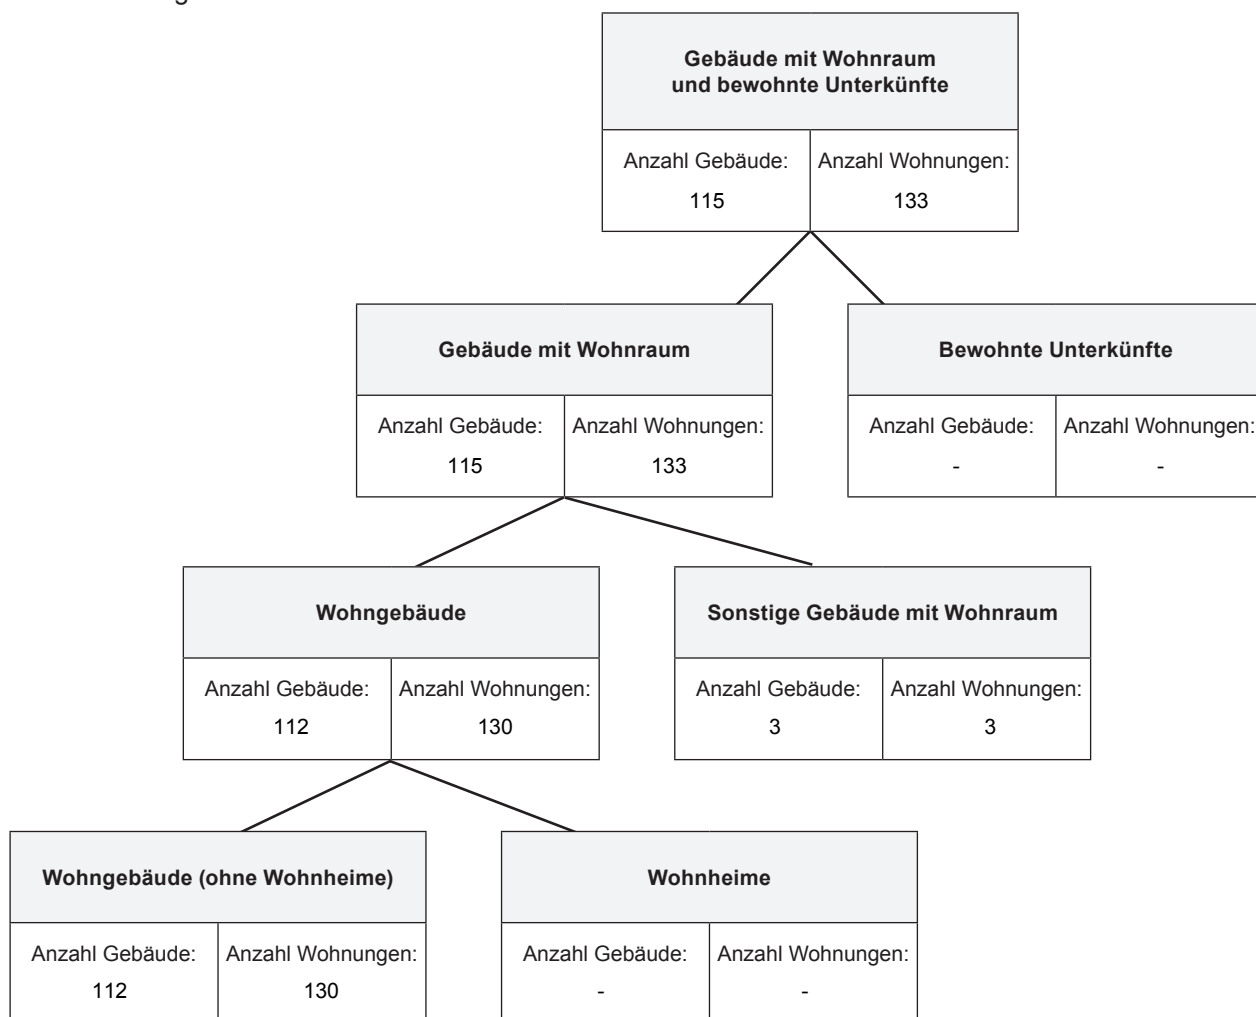 Gebäude mit Wohnraum
und bewohnte Unterkünfte
Anzahl Gebäude: Anzahl Wohnungen:
115 133
Gebäude mit Wohnraum
Anzahl Gebäude: Anzahl Wohnungen:
115 133
Bewohnte Unterkünfte
Anzahl Gebäude: Anzahl Wohnungen:
- -
Wohngebäude
Anzahl Gebäude: Anzahl Wohnungen:
112 130
Sonstige Gebäude mit Wohnraum
Anzahl Gebäude: Anzahl Wohnungen:
3 3
Wohngebäude (ohne Wohnheime)
Anzahl Gebäude: Anzahl Wohnungen:
112 130
Wohnheime
Anzahl Gebäude: Anzahl Wohnungen:
- -